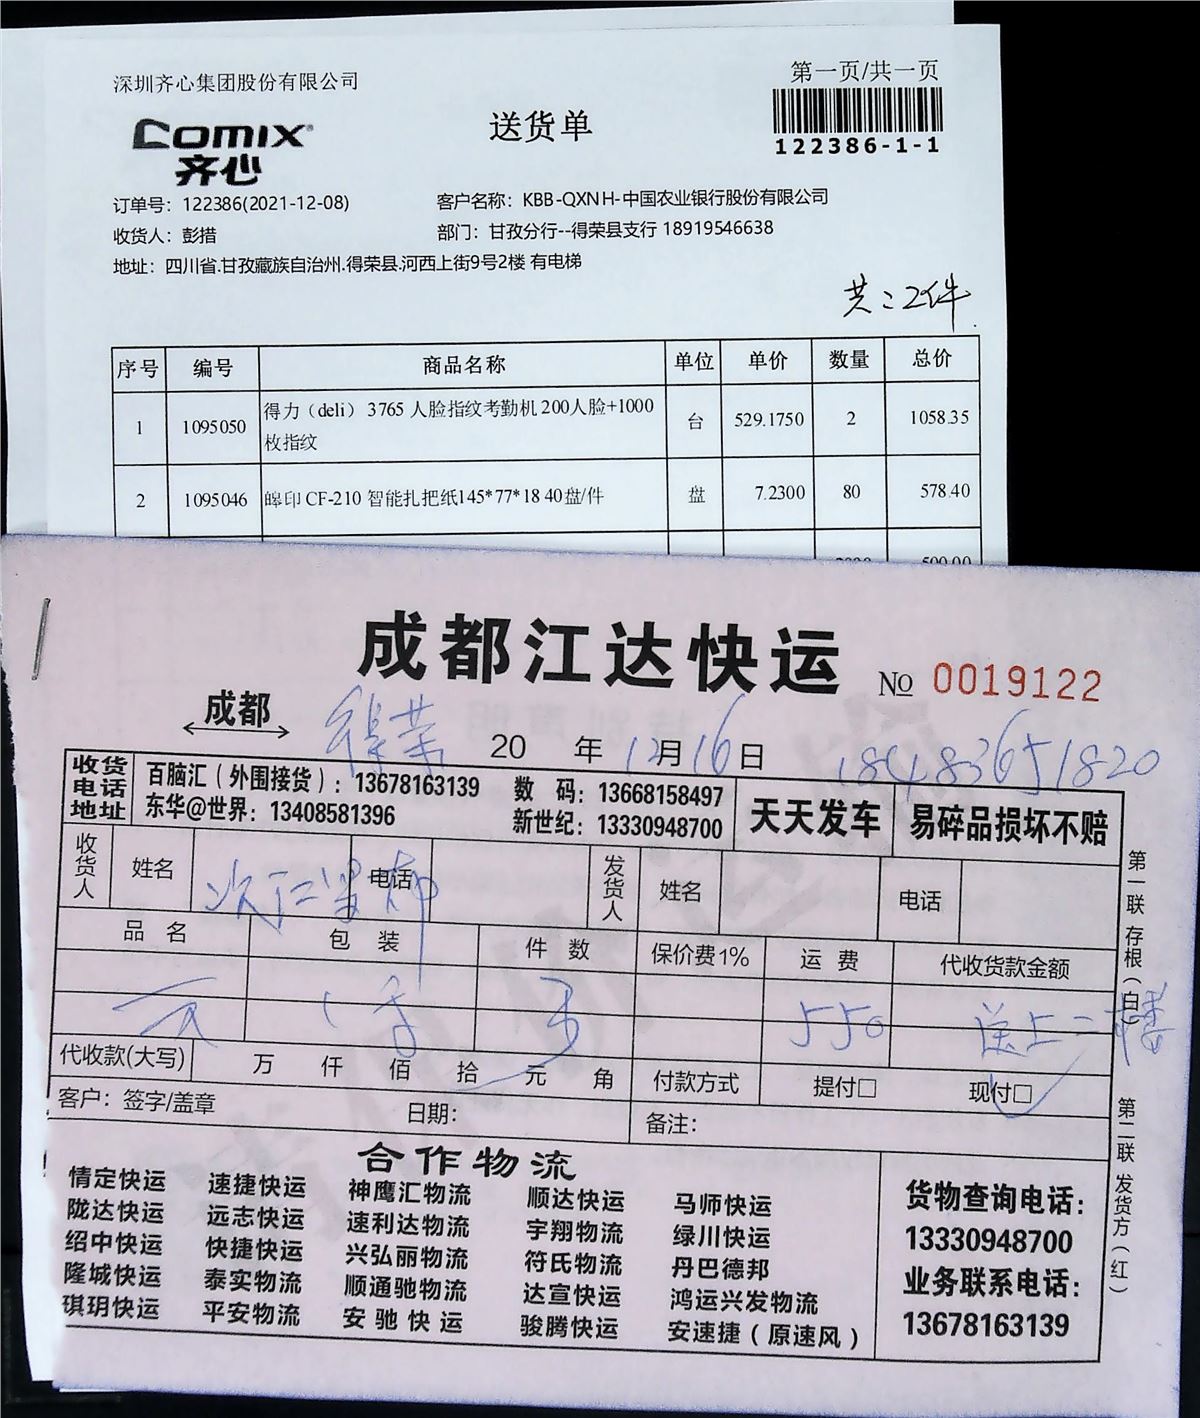 第一页/共一页
深圳齐心集团股份有限公司
COMIX
齐心
送货单
122386-1-1
订单号：122386(2021-12-08)
客户名称：KBB-QXNH-中国农业银行股份有限公司
收货人：彭措
部门：甘孜分行--得荣县支行 18919546638
地址：四川省.甘孜藏族自治州.得荣县.河西上街9号2楼 有电梯
共:22件
序号 编号 商品名称 单位 单价 数量 总价
1 1095050 得力（deli） 3765 人脸指纹考勤机 200人脸+1000枚指纹 台 529.1750 2 1058.35
2 1095046 皞印 CF-210 智能扎把纸145*77*18 40盘/件 盘 7.2300 80 578.40
500.00
成都江达快运
№ 0019122
成都 得荣 20 年 12月16日 18483651820
收货电话地址
百脑汇（外围接货）：13678163139
数 码：13668158497
东华@世界：13408581396
新世纪：13330948700
天天发车
易碎品损坏不赔
收货人 姓名 电话 发货人 姓名 电话
品 名 包 装 件 数 保价费1% 运 费 代收货款金额
550 送上二楼
代收款(大写) 万 仟 佰 拾 元 角 付款方式 提付□ 现付□
客户：签字/盖章 日期： 备注：
第一联 存根（白）
第二联 发货方（红）
合作物流
情定快运 速捷快运 神鹰汇物流 顺达快运 马师快运
陇达快运 远志快运 速利达物流 宇翔物流 绿川快运
绍中快运 快捷快运 兴弘丽物流 符氏物流 丹巴德邦
隆城快运 泰实物流 顺通驰物流 达宣快运 鸿运兴发物流
琪玥快运 平安物流 安驰快运 骏腾快运 安速捷（原速风）
货物查询电话：
13330948700
业务联系电话：
13678163139